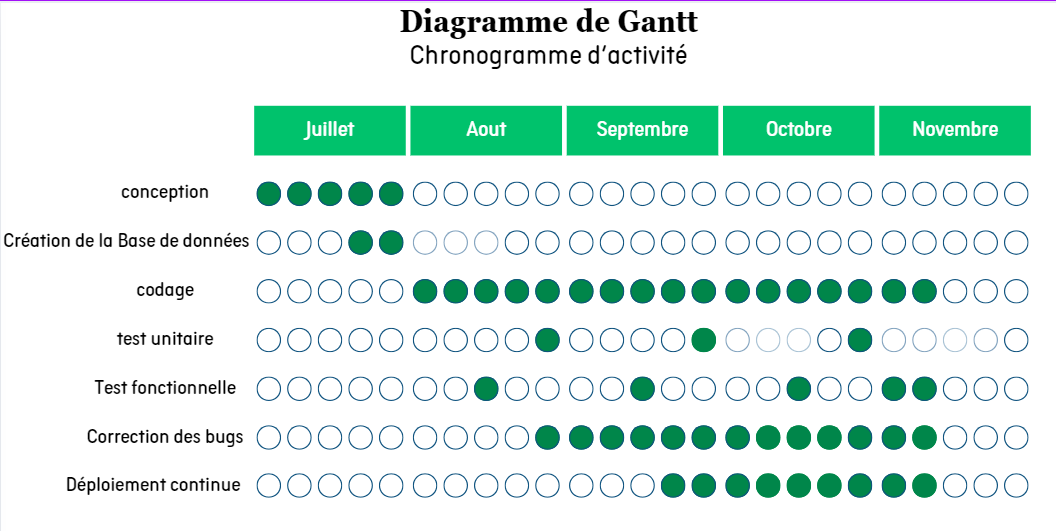 Diagramme de Gantt
Chronogramme d'activité
Juillet Aout Septembre Octobre Novembre
conception
Création de la Base de données
codage
test unitaire
Test fonctionnelle
Correction des bugs
Déploiement continue